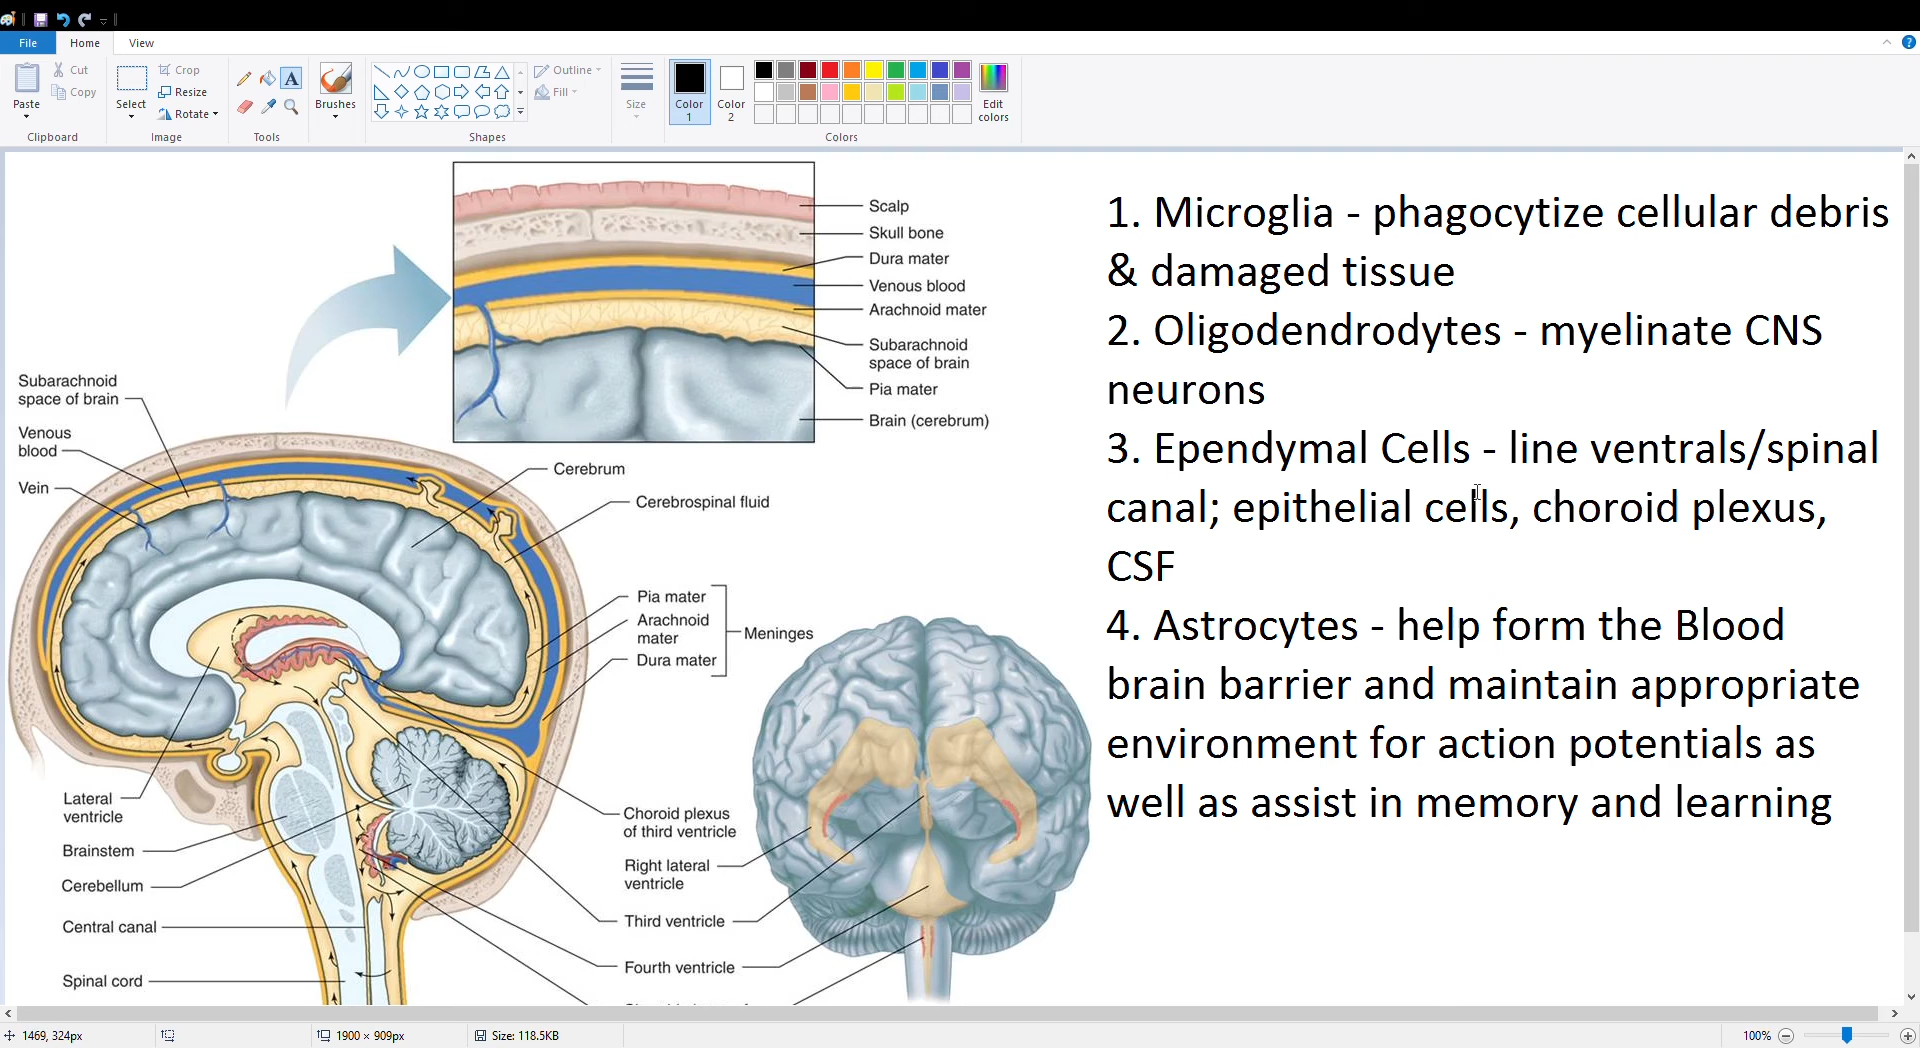 File
Home
View
Paste
Cut
Copy
Clipboard
Select
Crop
Resize
Rotate
Image
A
Tools
Brushes
Shapes
Outline
Fill
Size
Color 1
Color 2
Edit colors
Colors
Scalp
Skull bone
Dura mater
Venous blood
Arachnoid mater
Subarachnoid
space of brain
Pia mater
Brain (cerebrum)
Subarachnoid
space of brain
Venous
blood
Vein
Cerebrum
Cerebrospinal fluid
Pia mater
Arachnoid
mater
Dura mater
Meninges
Lateral
ventricle
Brainstem
Cerebellum
Central canal
Spinal cord
Choroid plexus
of third ventricle
Right lateral
ventricle
Third ventricle
Fourth ventricle
1. Microglia - phagocytize cellular debris
& damaged tissue
2. Oligodendrodytes - myelinate CNS
neurons
3. Ependymal Cells - line ventrals/spinal
canal; epithelial cells, choroid plexus,
CSF
4. Astrocytes - help form the Blood
brain barrier and maintain appropriate
environment for action potentials as
well as assist in memory and learning
1469, 324px
1900 × 909px
Size: 118.5KB
100%